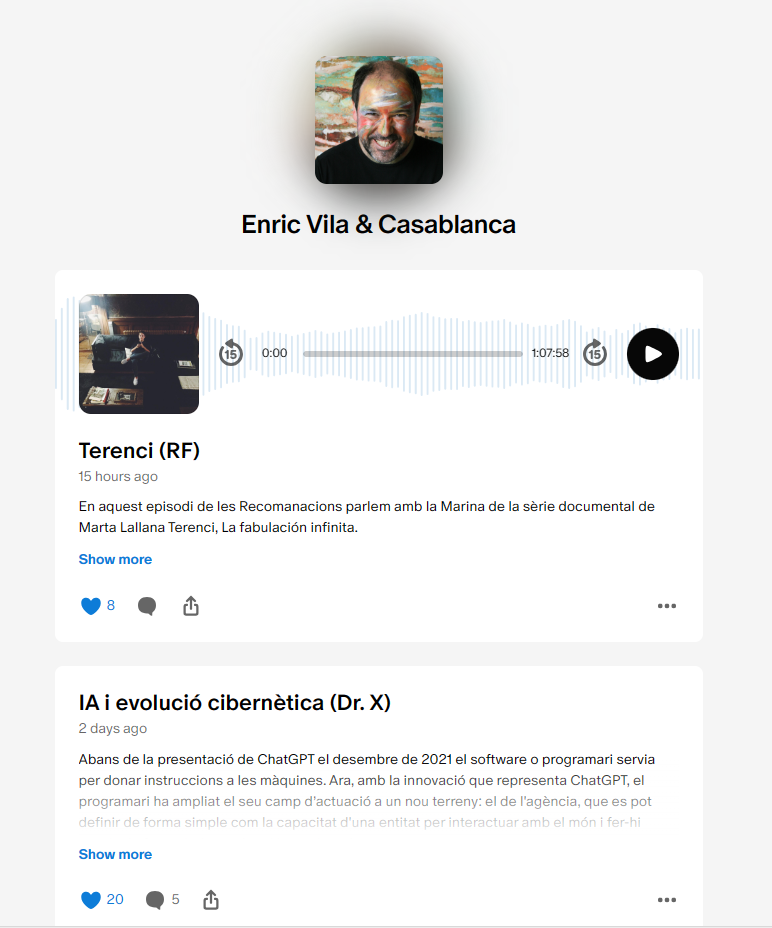 Enric Vila & Casablanca
15
0:00
1:07:58
15
Terenci (RF)
15 hours ago
En aquest episodi de les Recomanacions parlem amb la Marina de la sèrie documental de
Marta Lallana Terenci, La fabulación infinita.
Show more
8
IA i evolució cibernètica (Dr. X)
2 days ago
Abans de la presentació de ChatGPT el desembre de 2021 el software o programari servia
per donar instruccions a les màquines. Ara, amb la innovació que representa ChatGPT, el
programari ha ampliat el seu camp d'actuació a un nou terreny: el de l'agència, que es pot
definir de forma simple com la capacitat d'una entitat per interactuar amb el món i fer-hi
Show more
20
5